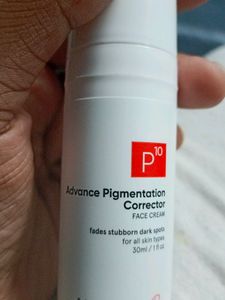 P10
Advance Pigmentation
Corrector
FACE CREAM
fades stubborn dark spots
for all skin types
30ml / 1 fl oz